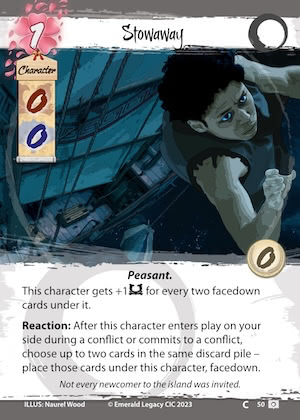 Stowaway
1
Character
0
0
0
Peasant.
This character gets +1 for every two facedown
cards under it.
Reaction: After this character enters play on your
side during a conflict or commits to a conflict,
choose up to two cards in the same discard pile –
place those cards under this character, facedown.
Not every newcomer to the island was invited.
ILLUS: Naurel Wood © Emerald Legacy CIC 2023 C 50